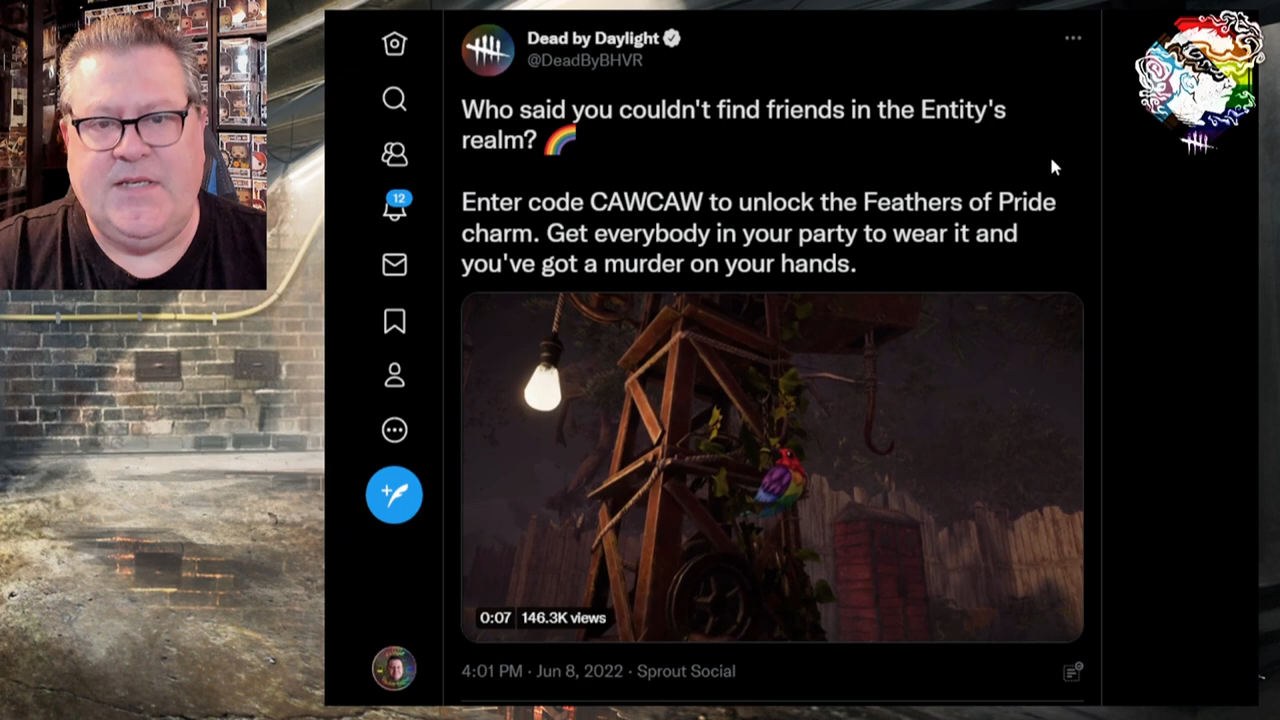 Dead by Daylight
@DeadByBHVR
Who said you couldn't find friends in the Entity's
realm? 🌈
Enter code CAWCAW to unlock the Feathers of Pride
charm. Get everybody in your party to wear it and
you've got a murder on your hands.
12
0:07 146.3K views
4:01 PM · Jun 8, 2022 · Sprout Social